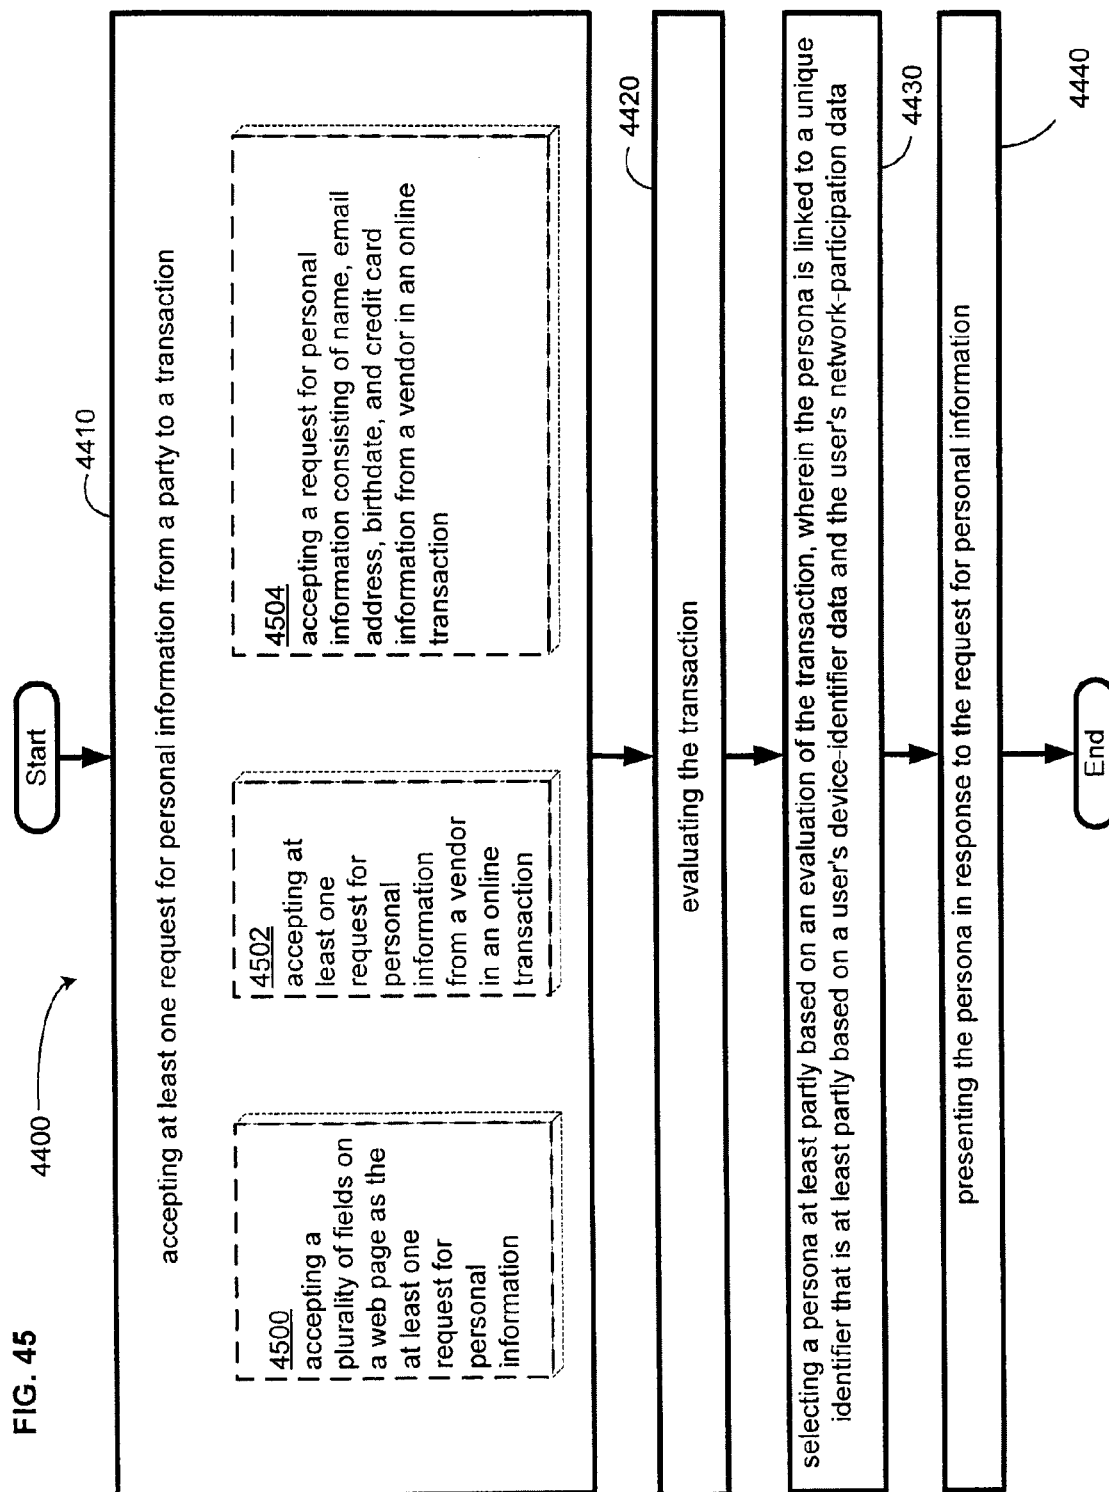 FIG. 45
4400
Start
4410
accepting at least one request for personal information from a party to a transaction
4500
accepting a
plurality of fields on
a web page as the
at least one
request for
personal
information
4502
accepting at
least one
request for
personal
information
from a vendor
in an online
transaction
4504
accepting a request for personal
information consisting of name, email
address, birthdate, and credit card
information from a vendor in an online
transaction
4420
evaluating the transaction
selecting a persona at least partly based on an evaluation of the transaction, wherein the persona is linked to a unique
identifier that is at least partly based on a user's device-identifier data and the user's network-participation data
4430
presenting the persona in response to the request for personal information
4440
End